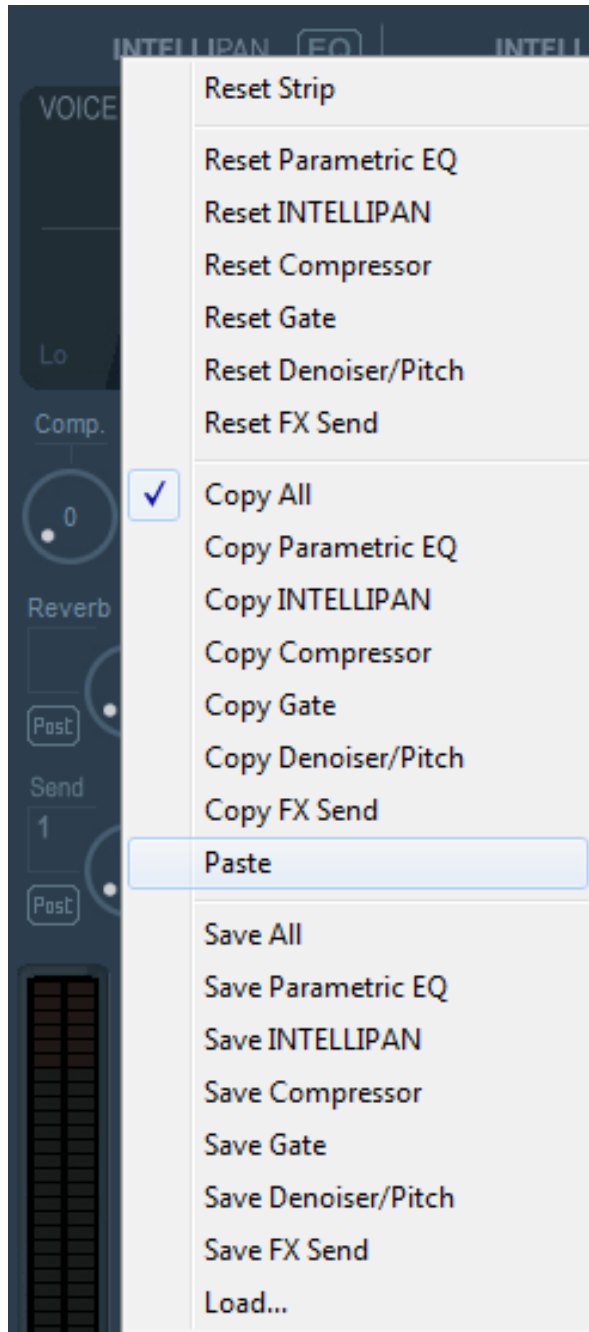 INTELLIPAN EQ INTELL
VOICE
Lo
Comp.
0
Reverb
Post
Send
1
Post
Reset Strip
Reset Parametric EQ
Reset INTELLIPAN
Reset Compressor
Reset Gate
Reset Denoiser/Pitch
Reset FX Send
Copy All
Copy Parametric EQ
Copy INTELLIPAN
Copy Compressor
Copy Gate
Copy Denoiser/Pitch
Copy FX Send
Paste
Save All
Save Parametric EQ
Save INTELLIPAN
Save Compressor
Save Gate
Save Denoiser/Pitch
Save FX Send
Load...